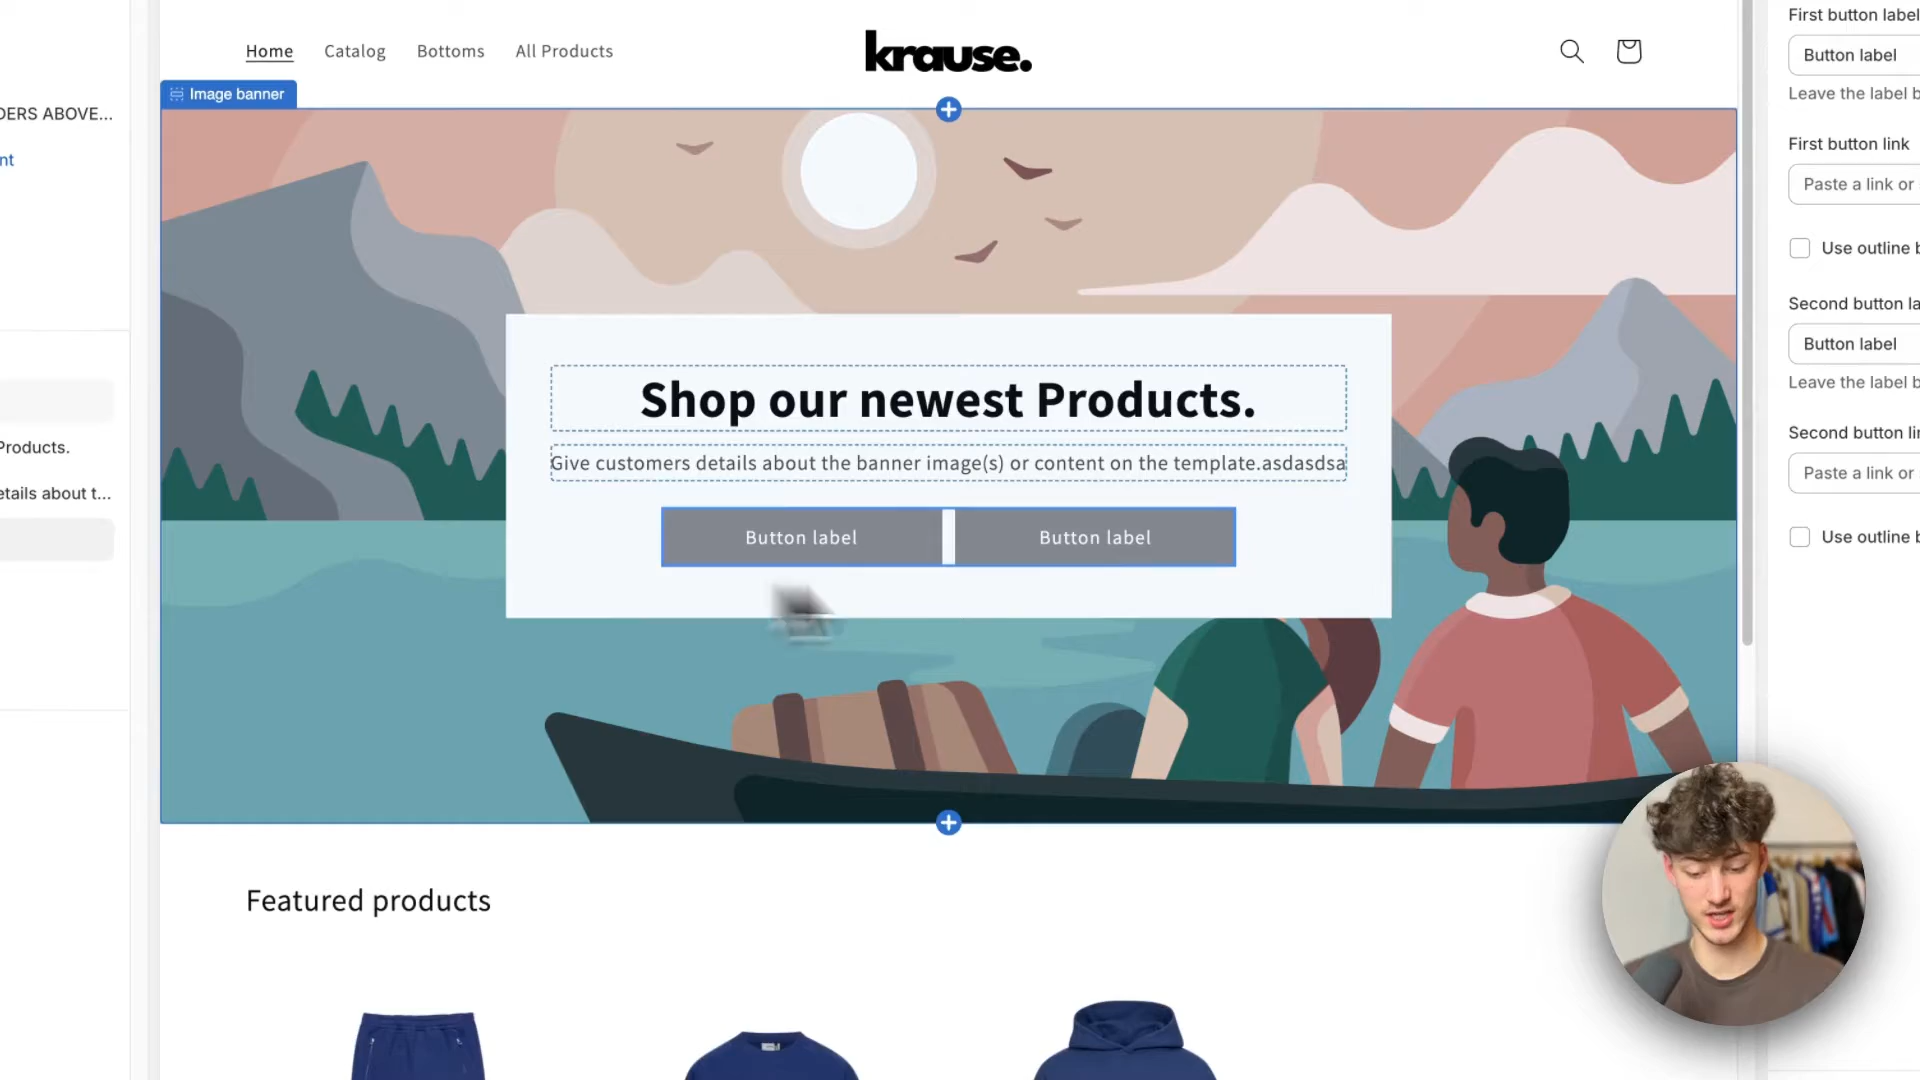 Home Catalog Bottoms All Products
krause.
Image banner
DERS ABOVE...
nt
Products.
etails about t...
Shop our newest Products.
Give customers details about the banner image(s) or content on the template.asdasdsa
Button label Button label
Featured products
First button label
Button label
Leave the label b
First button link
Paste a link or
Use outline b
Second button la
Button label
Leave the label b
Second button lin
Paste a link or
Use outline b